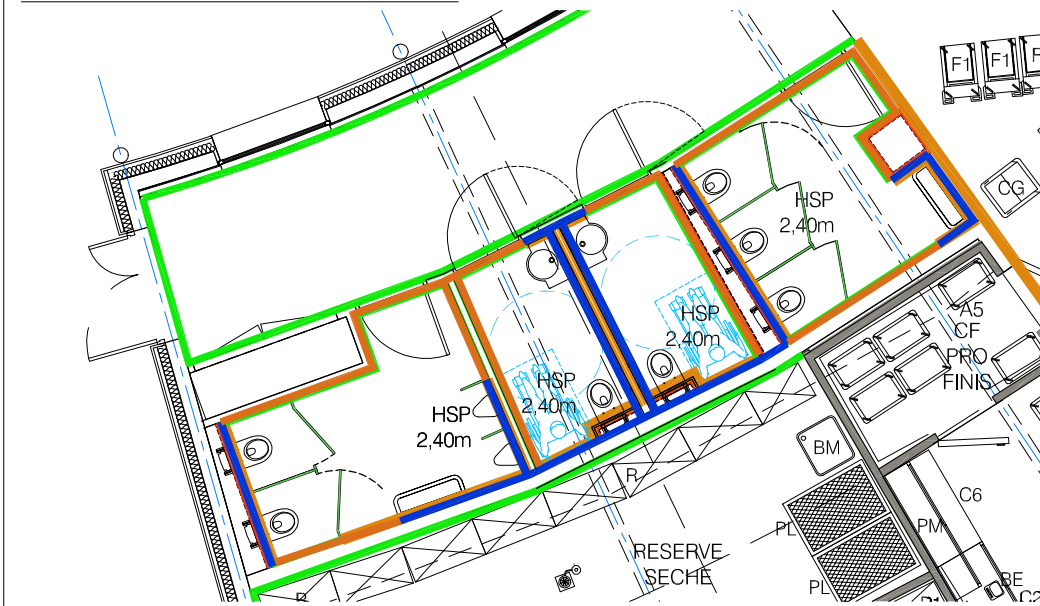 F1
F1
F
CG
HSP
2,40m
HSP
2,40m
HSP
2,40m
HSP
2,40m
A5
CF
PRO
FINIS
BM
R
C6
PL
PM
RESERVE
SECHE
PL
BE